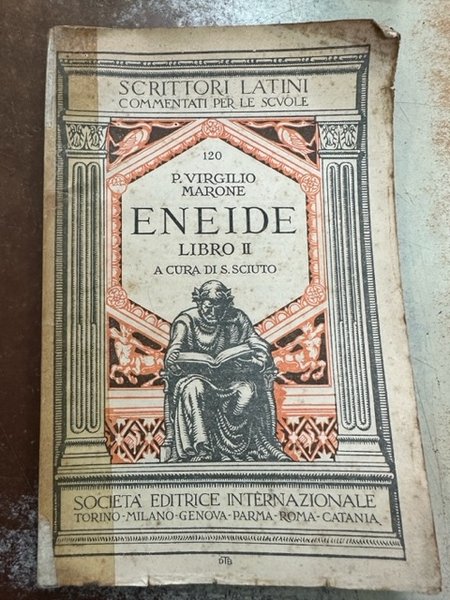 SCRITTORI LATINI
COMMENTATI PER LE SCVOLE
120
P. VIRGILIO
MARONE
ENEIDE
LIBRO II
A CURA DI S. SCIUTO
SOCIETA' EDITRICE INTERNAZIONALE
TORINO-MILANO-GENOVA-PARMA-ROMA-CATANIA